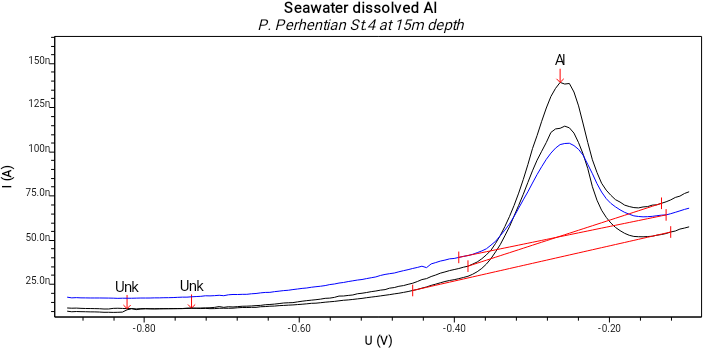 Seawater dissolved Al
P. Perhentian St.4 at 15m depth
150n
125n
100n
75.0n
50.0n
25.0n
I (A)
Al
Unk
Unk
-0.80
-0.60
-0.40
-0.20
U (V)